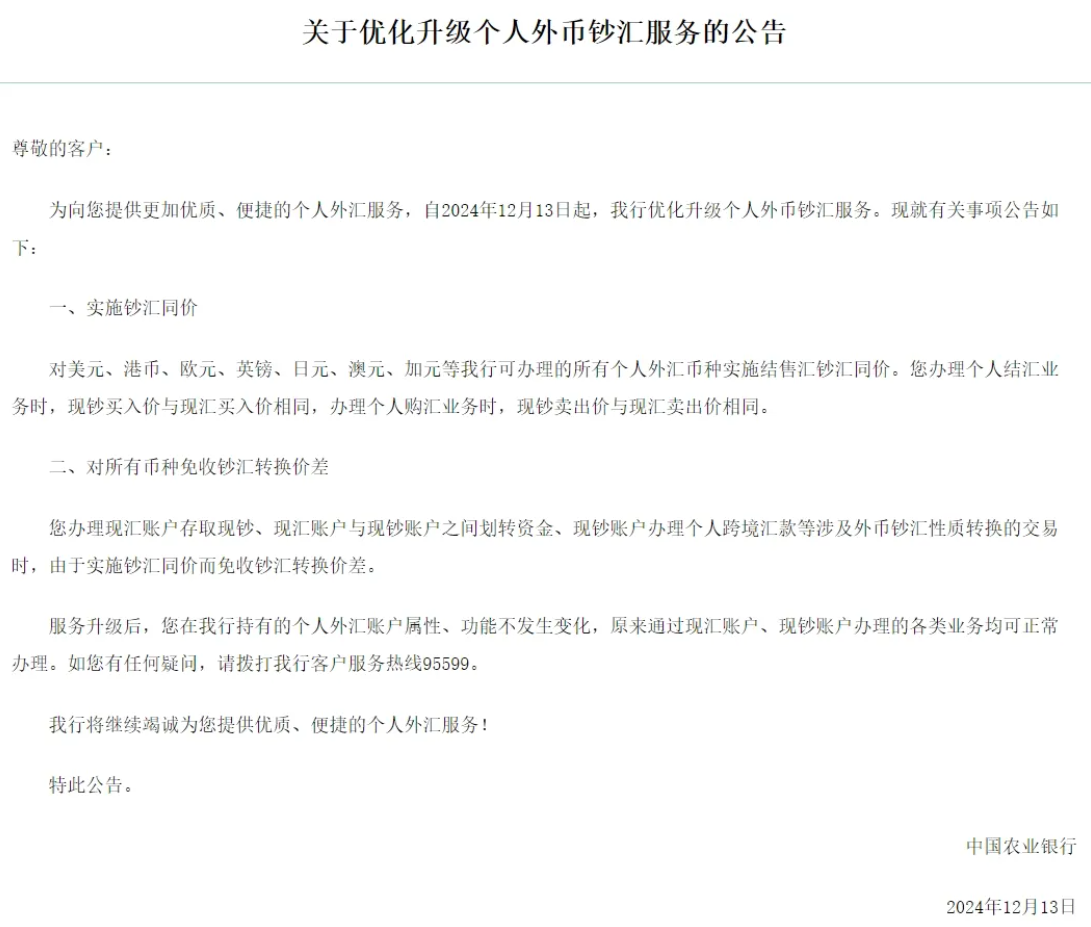 关于优化升级个人外币钞汇服务的公告
尊敬的客户：
为向您提供更加优质、便捷的个人外汇服务，自2024年12月13日起，我行优化升级个人外币钞汇服务。现就有关事项公告如
下：
一、实施钞汇同价
对美元、港币、欧元、英镑、日元、澳元、加元等我行可办理的所有个人外汇币种实施结售汇钞汇同价。您办理个人结汇业
务时，现钞买入价与现汇买入价相同，办理个人购汇业务时，现钞卖出价与现汇卖出价相同。
二、对所有币种免收钞汇转换价差
您办理现汇账户存取现钞、现汇账户与现钞账户之间划转资金、现钞账户办理个人跨境汇款等涉及外币钞汇性质转换的交易
时，由于实施钞汇同价而免收钞汇转换价差。
服务升级后，您在我行持有的个人外汇账户属性、功能不发生变化，原来通过现汇账户、现钞账户办理的各类业务均可正常
办理。如您有任何疑问，请拨打我行客户服务热线95599。
我行将继续竭诚为您提供优质、便捷的个人外汇服务！
特此公告。
中国农业银行
2024年12月13日